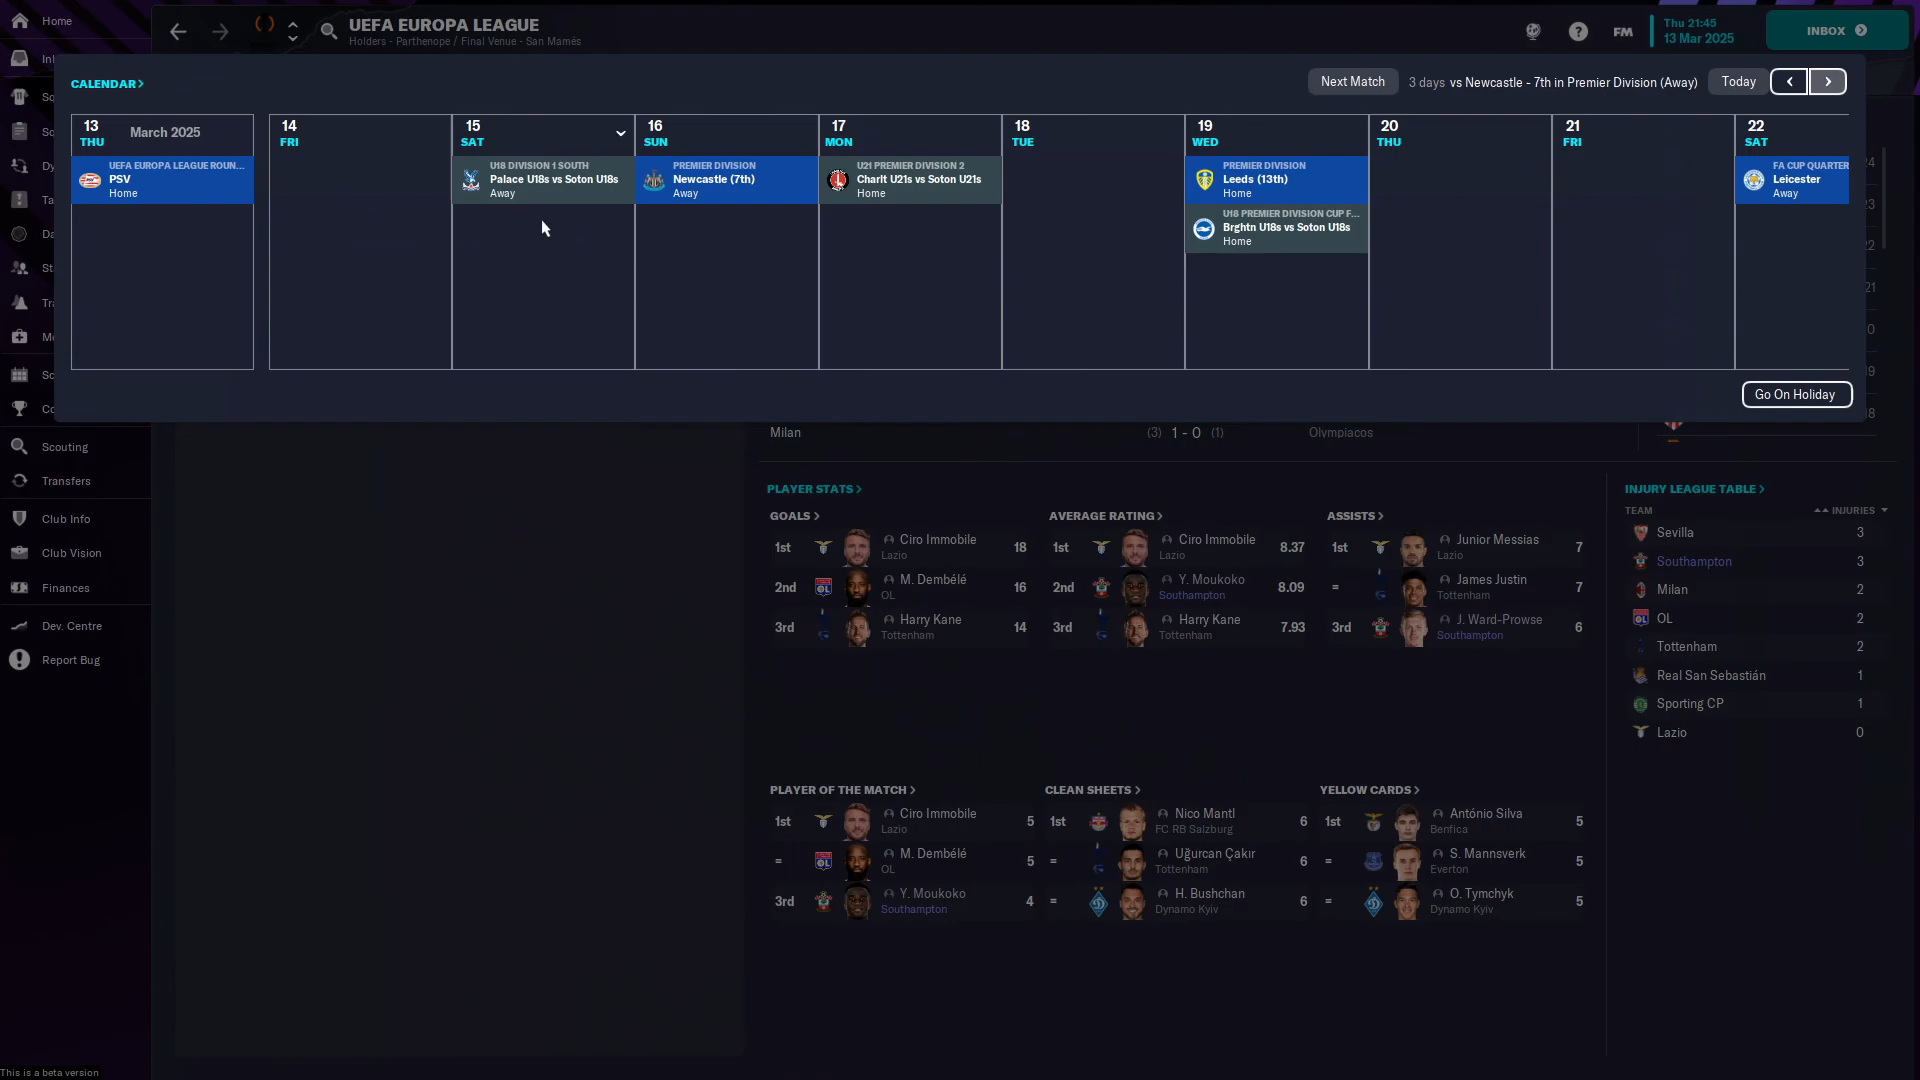 Home
UEFA EUROPA LEAGUE
Holders - Parthenope / Final Venue - San Mamés
FM
Thu 21:45
13 Mar 2025
INBOX
CALENDAR
Next Match
3 days vs Newcastle - 7th in Premier Division (Away)
Today
13 THU
March 2025
14 FRI
15 SAT
16 SUN
17 MON
18 TUE
19 WED
20 THU
21 FRI
22 SAT
UEFA EUROPA LEAGUE ROUN...
PSV
Home
U18 DIVISION 1 SOUTH
Palace U18s vs Soton U18s
Away
PREMIER DIVISION
Newcastle (7th)
Away
U21 PREMIER DIVISION 2
Charlt U21s vs Soton U21s
Home
PREMIER DIVISION
Leeds (13th)
Home
U18 PREMIER DIVISION CUP F...
Brghtn U18s vs Soton U18s
Home
FA CUP QUARTER
Leicester
Away
Go On Holiday
Scouting
Transfers
Club Info
Club Vision
Finances
Dev. Centre
Report Bug
Milan (3) 1 - 0 (1) Olympiacos
PLAYER STATS
GOALS
1st Ciro Immobile 18
Lazio
2nd M. Dembélé 16
OL
3rd Harry Kane 14
Tottenham
AVERAGE RATING
1st Ciro Immobile 8.37
Lazio
2nd Y. Moukoko 8.09
Southampton
3rd Harry Kane 7.93
Tottenham
ASSISTS
1st Junior Messias 7
Lazio
= James Justin 7
Tottenham
3rd J. Ward-Prowse 6
Southampton
INJURY LEAGUE TABLE
TEAM INJURIES
Sevilla 3
Southampton 3
Milan 2
OL 2
Tottenham 2
Real San Sebastián 1
Sporting CP 1
Lazio 0
PLAYER OF THE MATCH
1st Ciro Immobile 5
Lazio
= M. Dembélé 5
OL
3rd Y. Moukoko 4
Southampton
CLEAN SHEETS
1st Nico Mantl 6
FC RB Salzburg
= Uğurcan Çakır 6
Tottenham
= H. Bushchan 6
Dynamo Kyiv
YELLOW CARDS
1st António Silva 5
Benfica
= S. Mannsverk 5
Everton
= O. Tymchyk 5
Dynamo Kyiv
This is a beta version